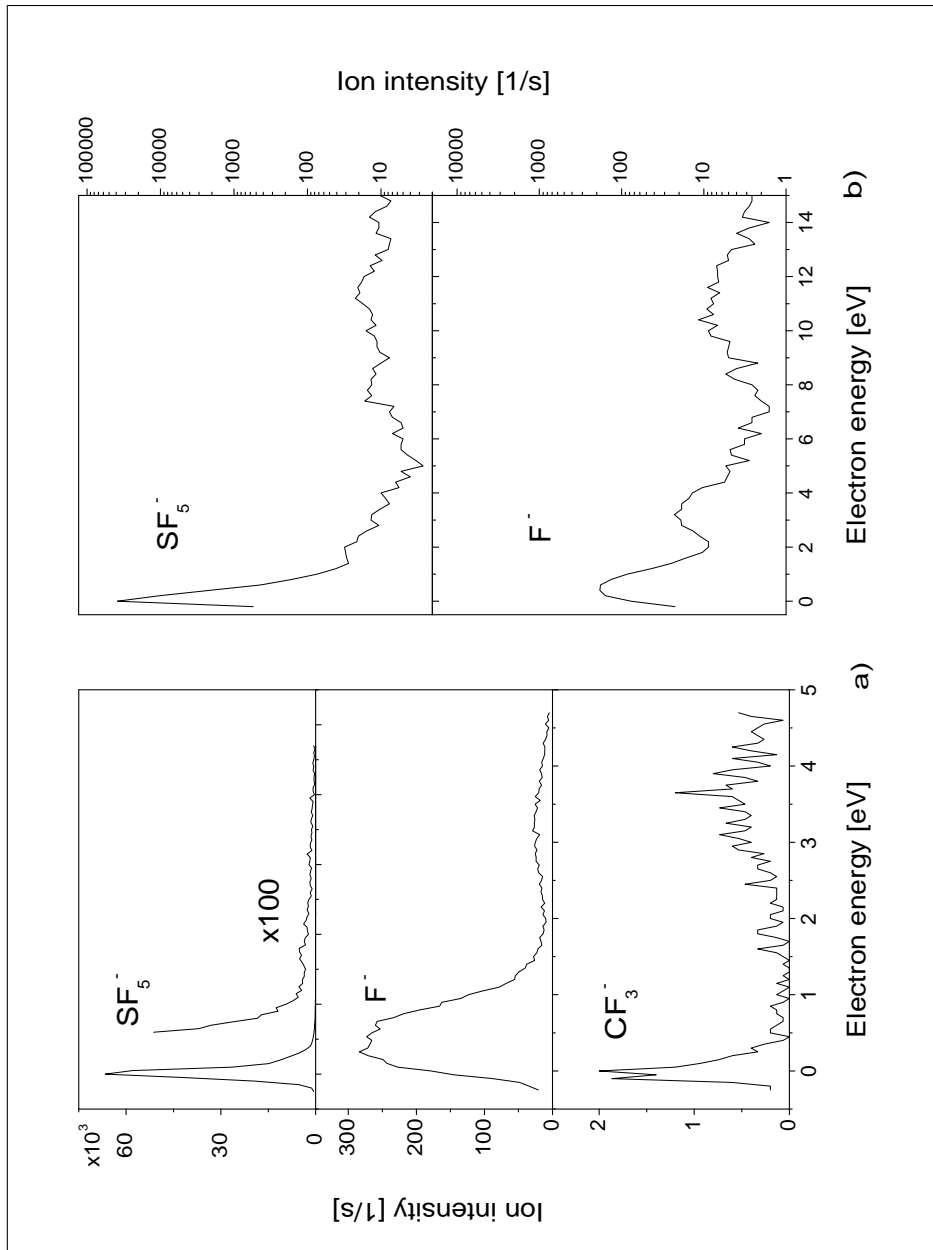 x10³
60
30
0
SF₅⁻
x100
300
200
100
0
F⁻
2
1
0
CF₃⁻
0 1 2 3 4 5
Electron energy [eV]
Ion intensity [1/s]
a)
SF₅⁻
100000
10000
1000
100
10
F⁻
10000
1000
100
10
1
0 2 4 6 8 10 12 14
Electron energy [eV]
Ion intensity [1/s]
b)